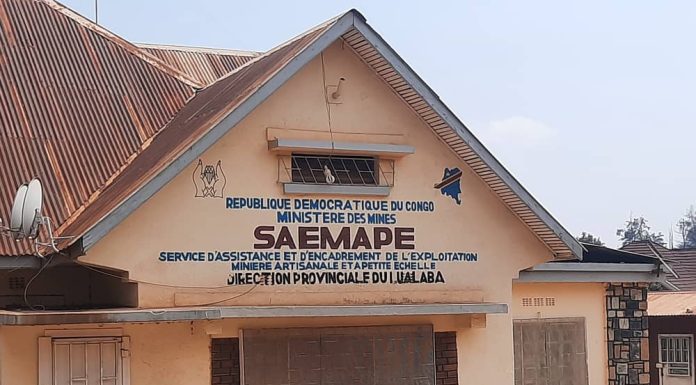 REPUBLIQUE DEMOCRATIQUE DU CONGO
MINISTERE DES MINES
SAEMAPE
SERVICE D'ASSISTANCE ET D'ENCADREMENT DE L'EXPLOITATION
MINIERE ARTISANALE ET A PETITE ECHELLE
DIRECTION PROVINCIALE DU LUALABA